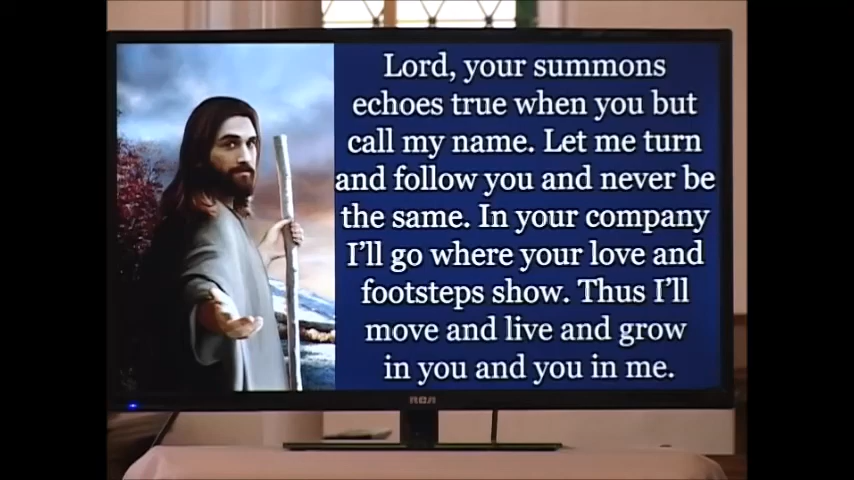 Lord, your summons
echoes true when you but
call my name. Let me turn
and follow you and never be
the same. In your company
I'll go where your love and
footsteps show. Thus I'll
move and live and grow
in you and you in me.
RCA